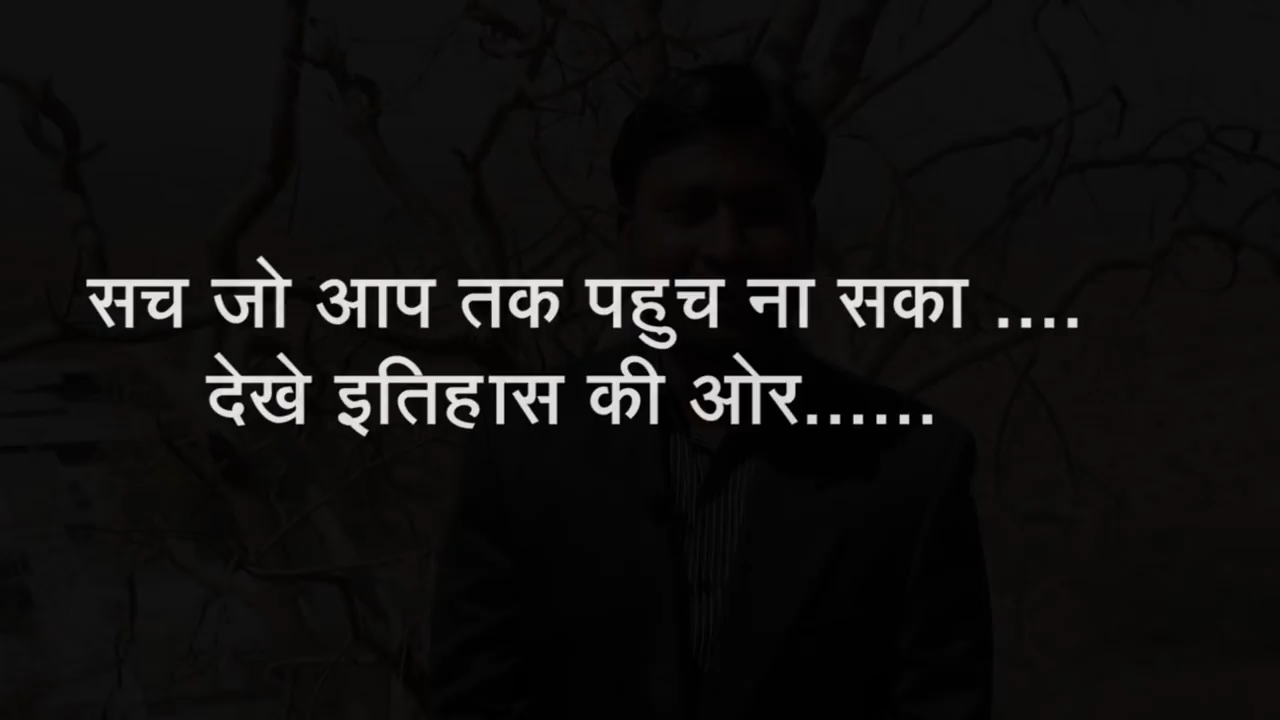 सच जो आप तक पहुच ना सका ....
देखे इतिहास की ओर......